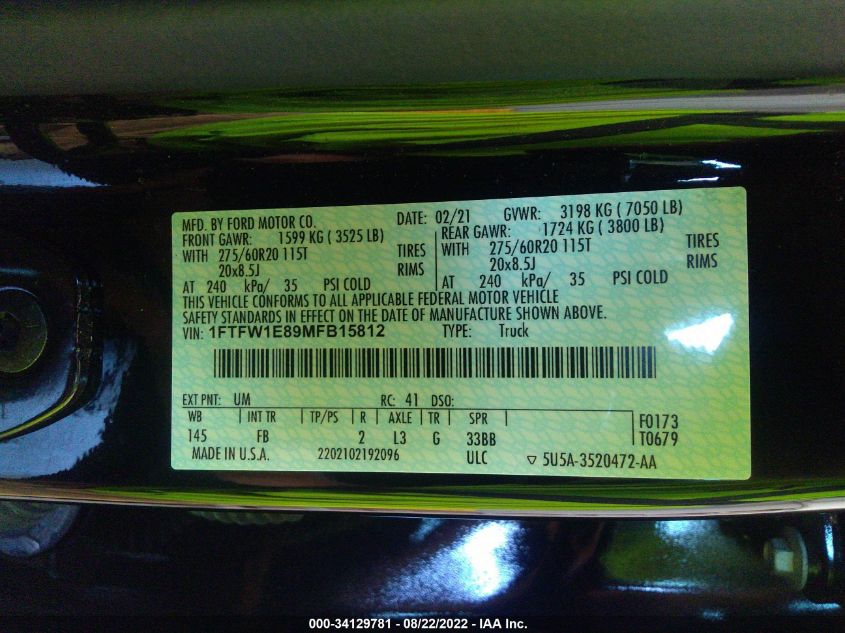 MFD. BY FORD MOTOR CO. DATE: 02/21 GVWR: 3198 KG ( 7050 LB)
FRONT GAWR: 1599 KG ( 3525 LB) REAR GAWR: 1724 KG ( 3800 LB)
WITH 275/60R20 115T TIRES WITH 275/60R20 115T TIRES
20x8.5J RIMS 20x8.5J RIMS
AT 240 kPa/ 35 PSI COLD AT 240 kPa/ 35 PSI COLD
THIS VEHICLE CONFORMS TO ALL APPLICABLE FEDERAL MOTOR VEHICLE
SAFETY STANDARDS IN EFFECT ON THE DATE OF MANUFACTURE SHOWN ABOVE.
VIN: 1FTFW1E89MFB15812 TYPE: Truck
EXT PNT: UM RC: 41 DSO:
WB INT TR TP/PS R AXLE TR SPR F0173
145 FB 2 L3 G 33BB T0679
MADE IN U.S.A. 2202102192096 ULC ▽ 5U5A-3520472-AA
000-34129781 - 08/22/2022 - IAA Inc.